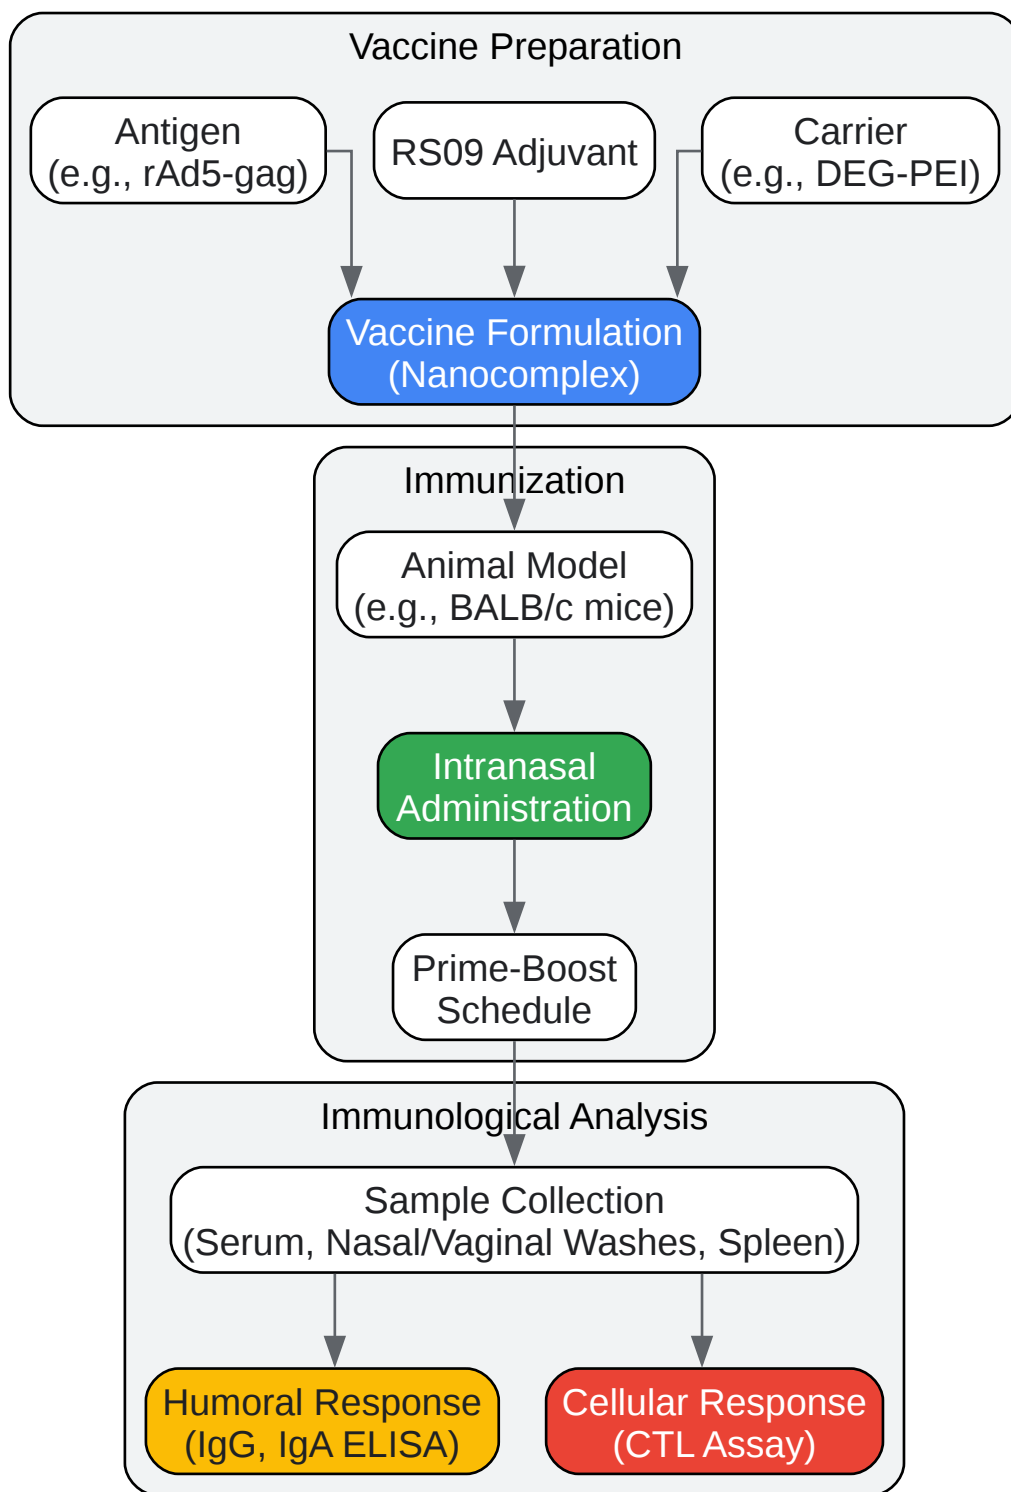 Vaccine Preparation
Antigen
(e.g., rAd5-gag)
RS09 Adjuvant
Carrier
(e.g., DEG-PEI)
Vaccine Formulation
(Nanocomplex)
Immunization
Animal Model
(e.g., BALB/c mice)
Intranasal
Administration
Prime-Boost
Schedule
Immunological Analysis
Sample Collection
(Serum, Nasal/Vaginal Washes, Spleen)
Humoral Response
(IgG, IgA ELISA)
Cellular Response
(CTL Assay)